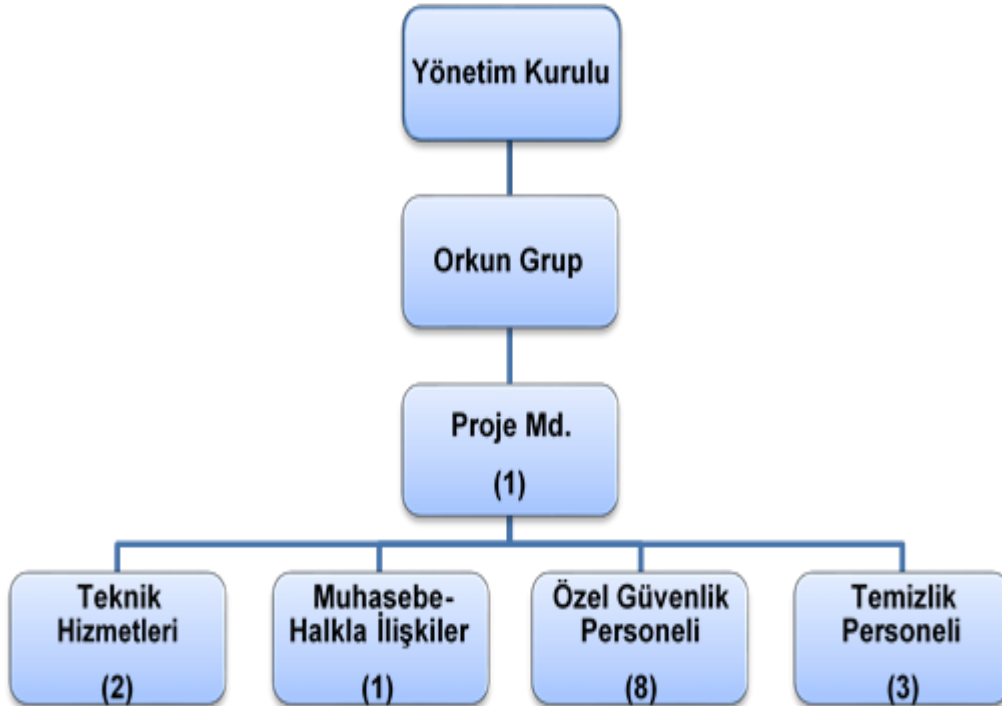 Yönetim Kurulu
Orkun Grup
Proje Md.
(1)
Teknik
Hizmetleri
(2)
Muhasebe-
Halkla İlişkiler
(1)
Özel Güvenlik
Personeli
(8)
Temizlik
Personeli
(3)